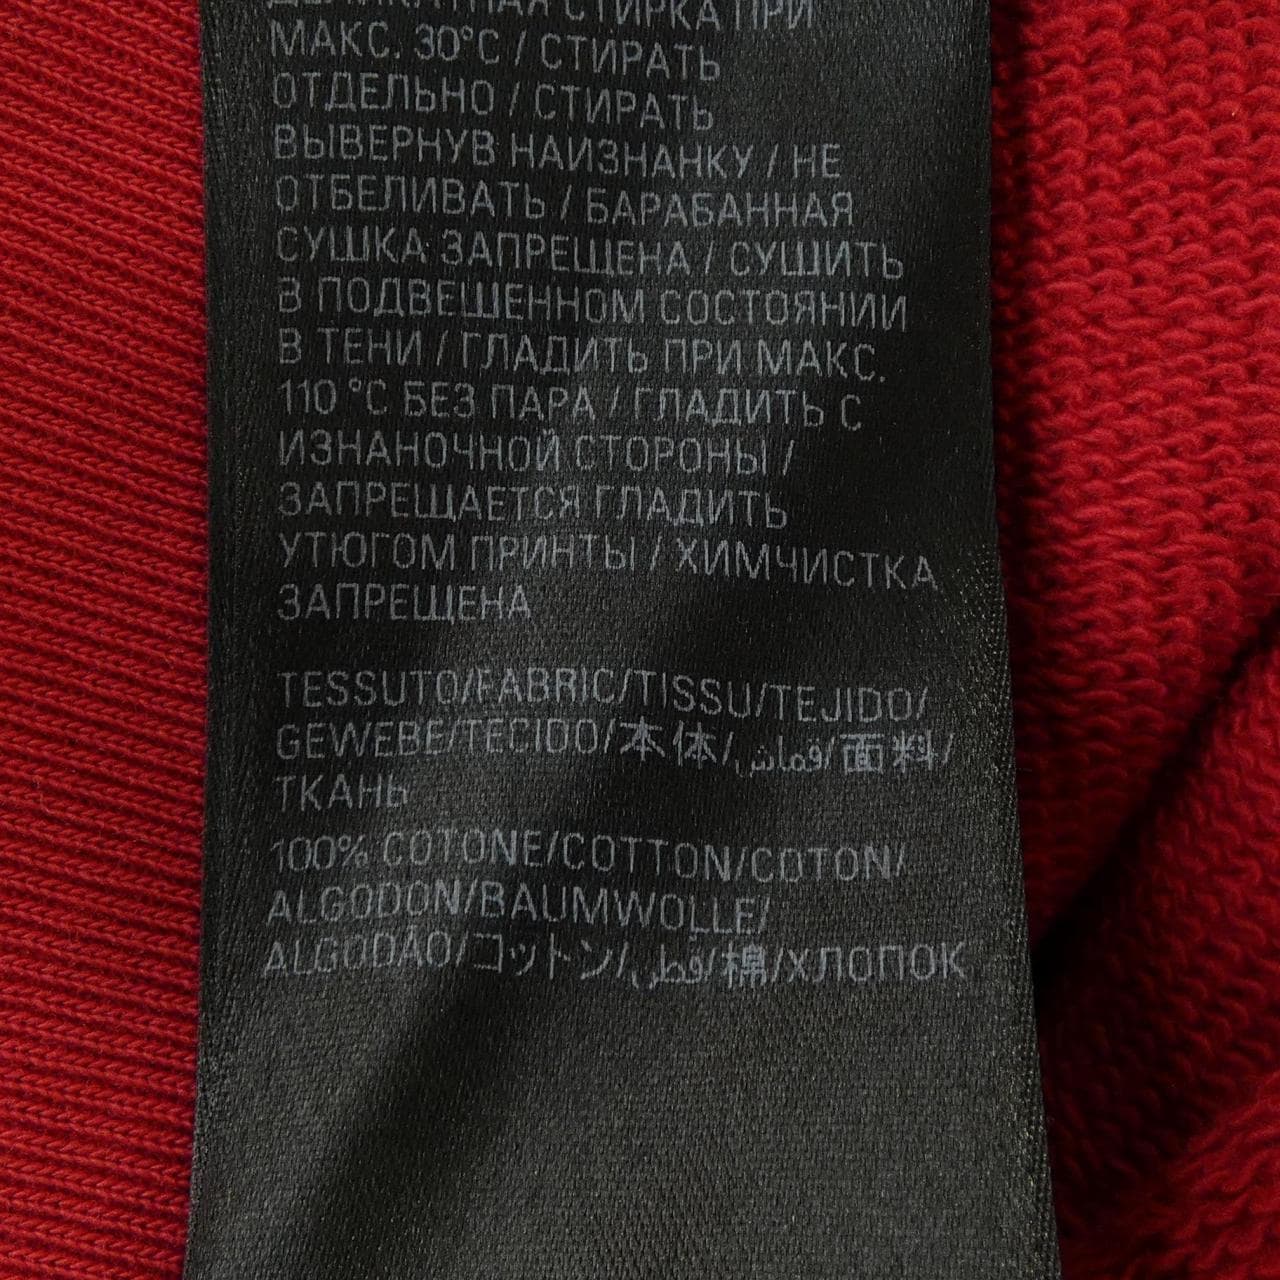 ДЕЛИКАТНАЯ СТИРКА ПРИ
МАКС. 30°C / СТИРАТЬ
ОТДЕЛЬНО / СТИРАТЬ
ВЫВЕРНУВ НАИЗНАНКУ / НЕ
ОТБЕЛИВАТЬ / БАРАБАННАЯ
СУШКА ЗАПРЕЩЕНА / СУШИТЬ
В ПОДВЕШЕННОМ СОСТОЯНИИ
В ТЕНИ / ГЛАДИТЬ ПРИ МАКС.
110 °C БЕЗ ПАРА / ГЛАДИТЬ С
ИЗНАНОЧНОЙ СТОРОНЫ /
ЗАПРЕЩАЕТСЯ ГЛАДИТЬ
УТЮГОМ ПРИНТЫ / ХИМЧИСТКА
ЗАПРЕЩЕНА
TESSUTO/FABRIC/TISSU/TEJIDO/
GEWEBE/TECIDO/本体/قماش/面料/
ТКАНЬ
100% COTONE/COTTON/COTON/
ALGODON/BAUMWOLLE/
ALGODÃO/コットン/قطن/棉/ХЛОПОК